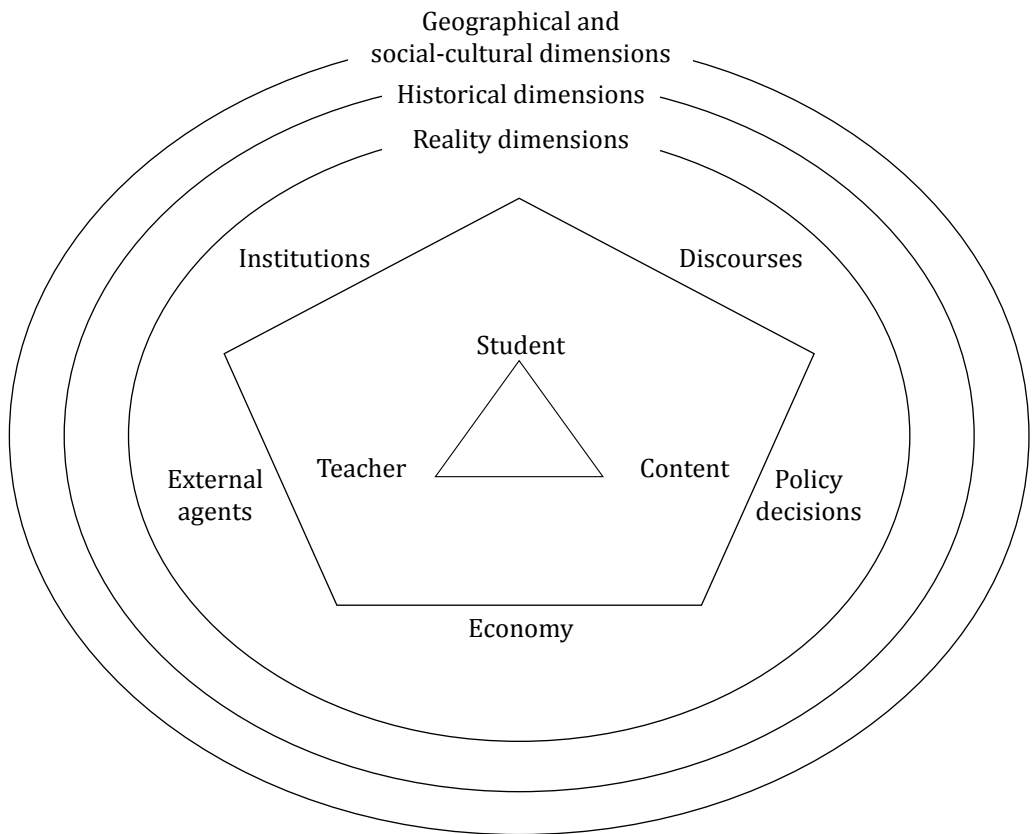 Geographical and
social-cultural dimensions
Historical dimensions
Reality dimensions
Institutions
Discourses
Student
Teacher
Content
External
agents
Policy
decisions
Economy